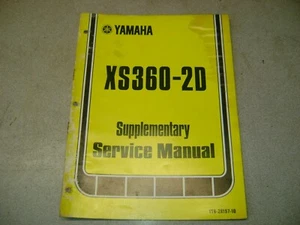 YAMAHA
XS360-2D
Supplementary
Service Manual